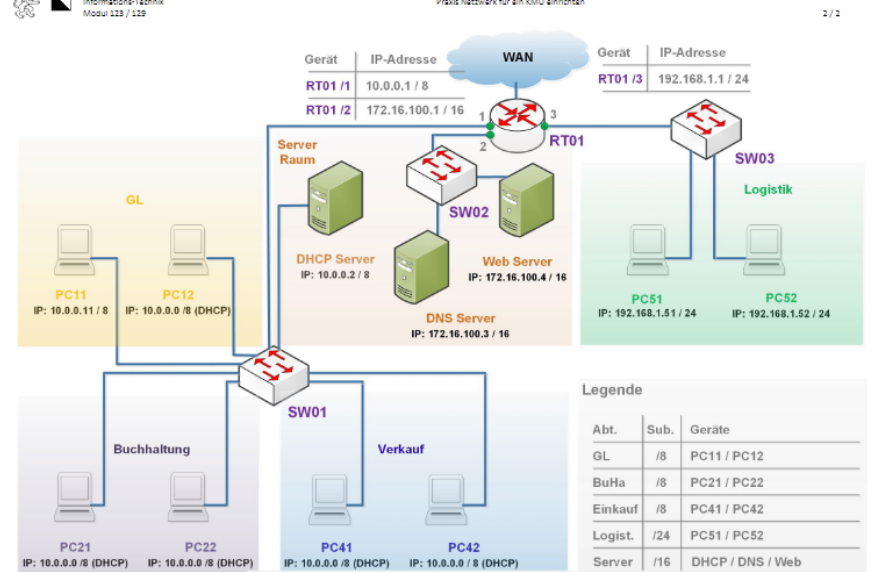 Informations-Technik
Modul 123 / 129
Praxis Netzwerk für ein KMU einrichten
2 / 2
Gerät IP-Adresse
RT01 /1 10.0.0.1 / 8
RT01 /2 172.16.100.1 / 16
WAN
Gerät IP-Adresse
RT01 /3 192.168.1.1 / 24
1
2
3
RT01
SW03
Server
Raum
SW02
GL
Logistik
DHCP Server
IP: 10.0.0.2 / 8
Web Server
IP: 172.16.100.4 / 16
DNS Server
IP: 172.16.100.3 / 16
PC11
IP: 10.0.0.11 / 8
PC12
IP: 10.0.0.0 /8 (DHCP)
PC51
IP: 192.168.1.51 / 24
PC52
IP: 192.168.1.52 / 24
SW01
Buchhaltung
Verkauf
PC21
IP: 10.0.0.0 /8 (DHCP)
PC22
IP: 10.0.0.0 /8 (DHCP)
PC41
IP: 10.0.0.0 /8 (DHCP)
PC42
IP: 10.0.0.0 / 8 (DHCP)
Legende
Abt. Sub. Geräte
GL /8 PC11 / PC12
BuHa /8 PC21 / PC22
Einkauf /8 PC41 / PC42
Logist. /24 PC51 / PC52
Server /16 DHCP / DNS / Web